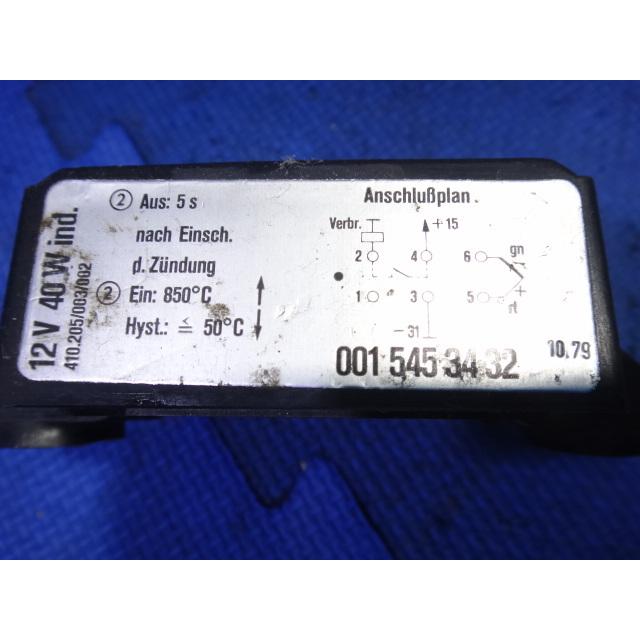 12 V 40 W ind.
410.205/003/002
② Aus: 5 s
nach Einsch.
d. Zündung
② Ein: 850°C
Hyst.: ≦ 50°C
Anschlußplan.
Verbr.
+15
2 4 6 gn
1 3 5 rt
+
−31
001 545 34 32
10.79